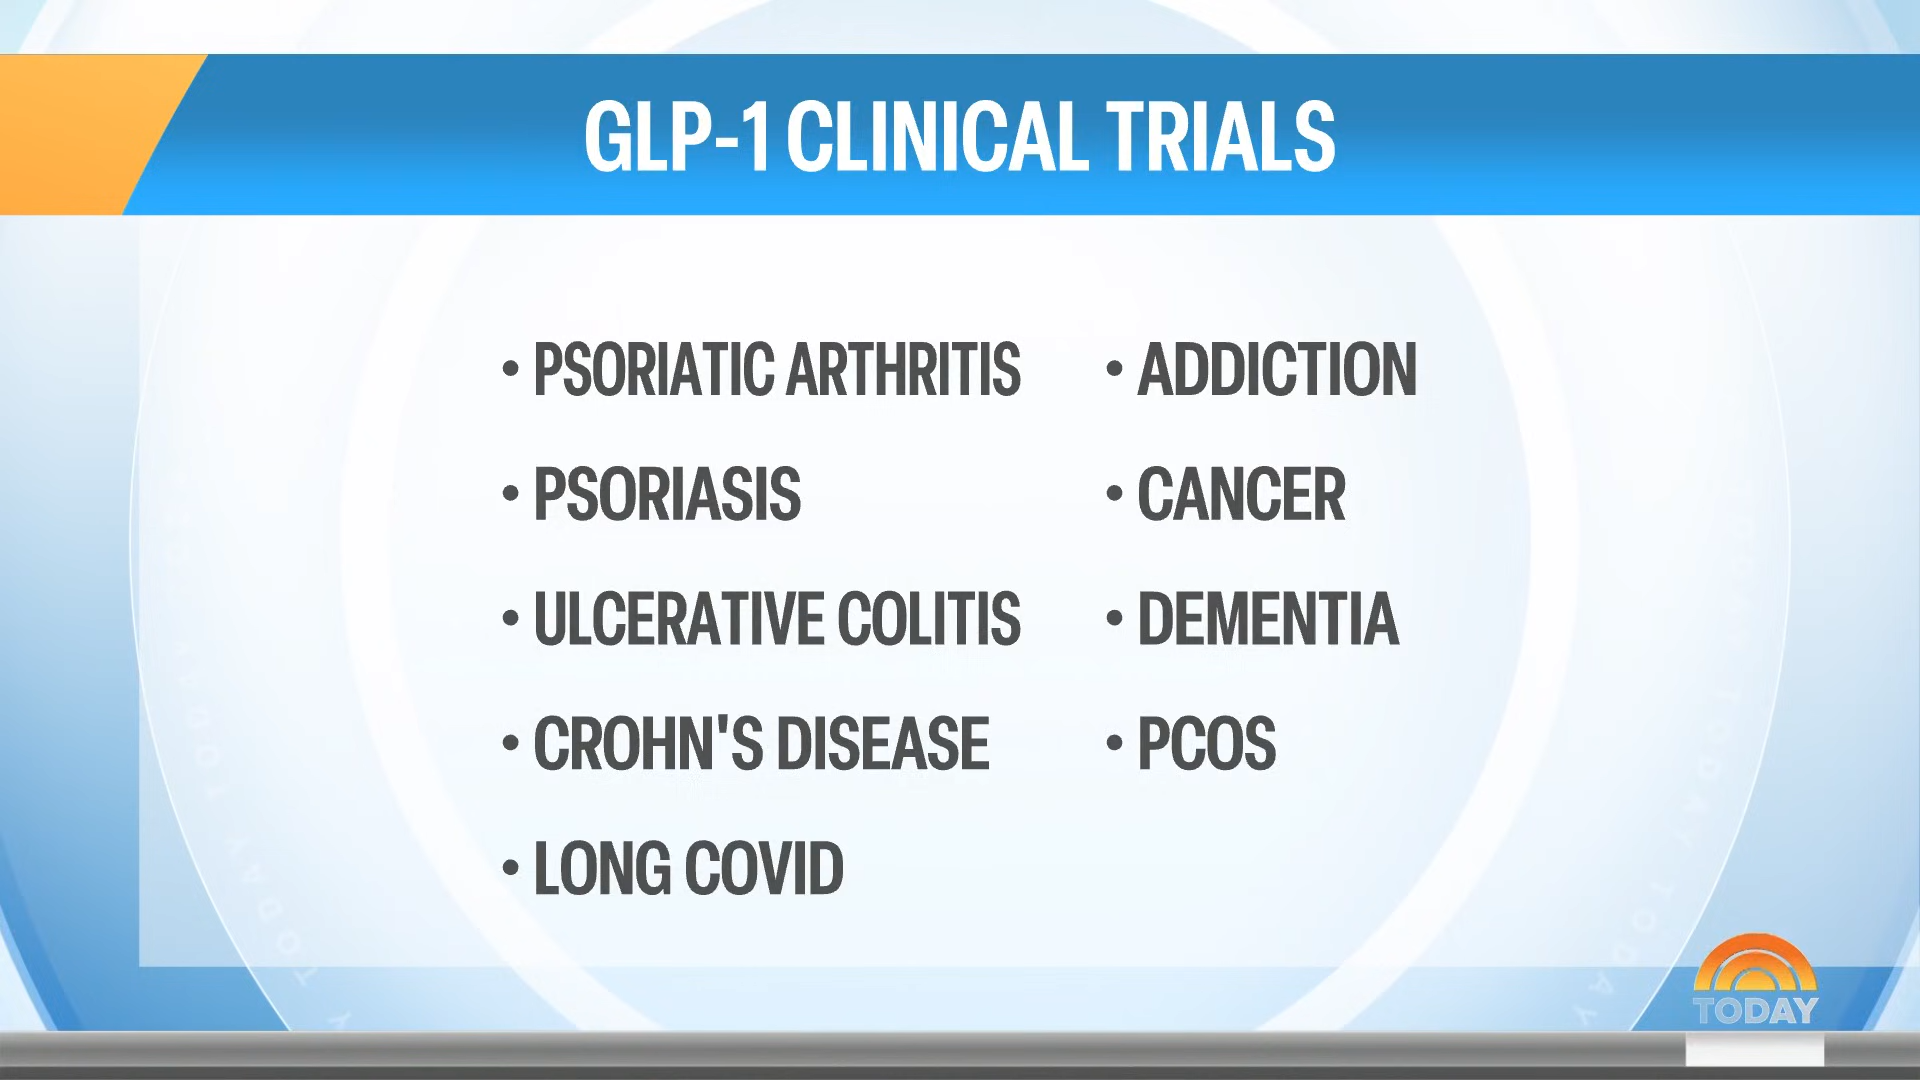 GLP-1 CLINICAL TRIALS
• PSORIATIC ARTHRITIS
• PSORIASIS
• ULCERATIVE COLITIS
• CROHN'S DISEASE
• LONG COVID
• ADDICTION
• CANCER
• DEMENTIA
• PCOS
TODAY